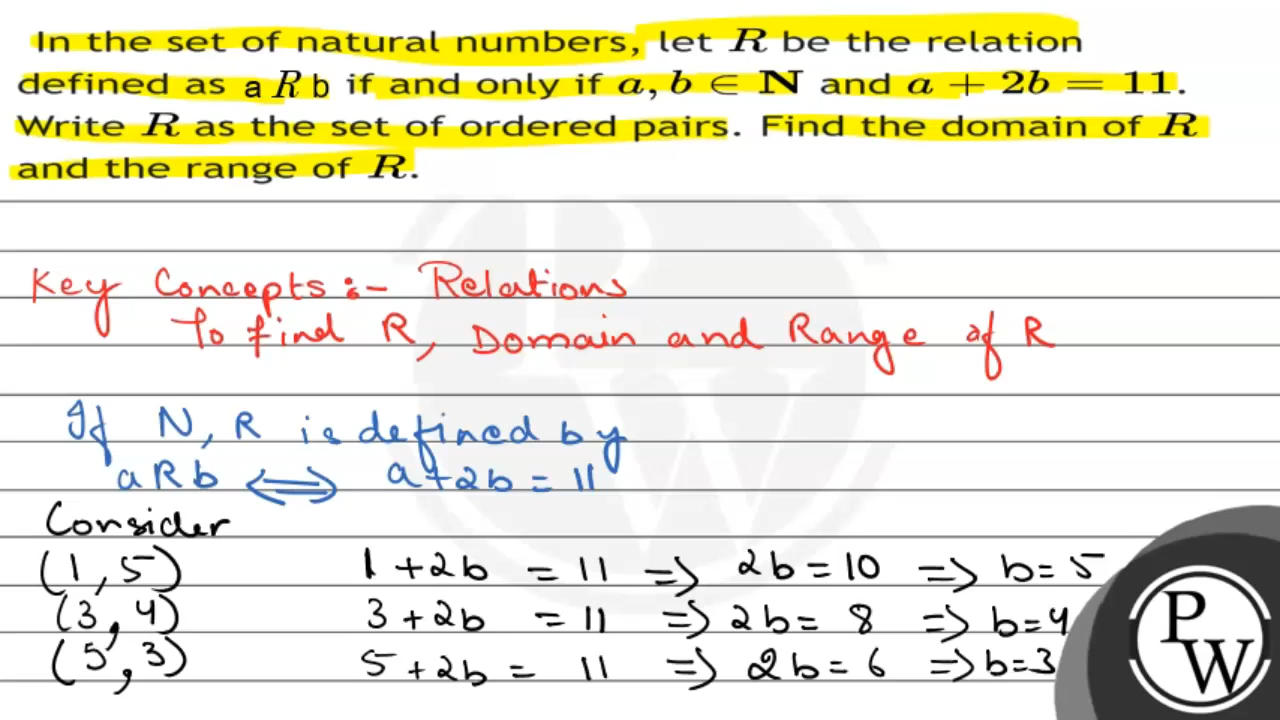 In the set of natural numbers, let R be the relation
defined as a R b if and only if a, b ∈ N and a + 2b = 11.
Write R as the set of ordered pairs. Find the domain of R
and the range of R.
Key Concepts :- Relations
To find R, Domain and Range of R
If N, R is defined by
aRb ⟺ a+2b = 11
Consider
(1, 5) 1 + 2b = 11 => 2b = 10 => b = 5
(3, 4) 3 + 2b = 11 => 2b = 8 => b = 4
(5, 3) 5 + 2b = 11 => 2b = 6 => b = 3
PW